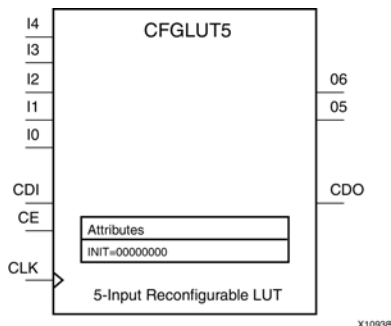 I4
CFGLUT5
I3
I2
O6
I1
O5
I0
CDI
CDO
CE
Attributes
INIT=00000000
CLK
5-Input Reconfigurable LUT
X10938